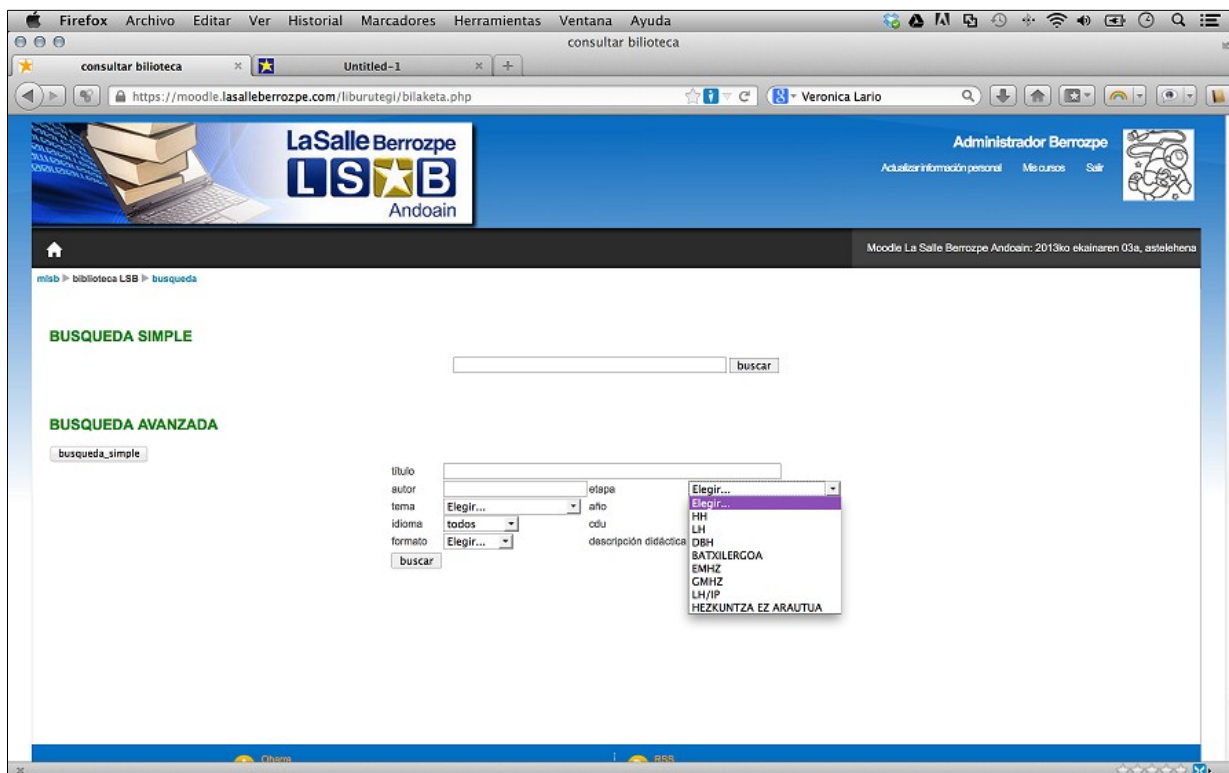 Firefox Archivo Editar Ver Historial Marcadores Herramientas Ventana Ayuda
consultar bilioteca
consultar bilioteca × Untitled-1 × +
https://moodle.lasalleberrozpe.com/liburutegi/bilaketa.php Veronica Lario
LaSalle Berrozpe
LSB
Andoain
Administrador Berrozpe
Actualizar información personal Mis cursos Salir
Moodle La Salle Berrozpe Andoain: 2013ko ekainaren 03a, astelehena
mlsb biblioteca LSB busqueda
BUSQUEDA SIMPLE
buscar
BUSQUEDA AVANZADA
busqueda_simple
título
autor etapa Elegir...
tema Elegir... año Elegir...
HH
idioma todos cdu LH
formato Elegir... descripción didáctica DBH
buscar BATXILERGOA
EMHZ
GMHZ
LH/IP
HEZKUNTZA EZ ARAUTUA
Oharra RSS